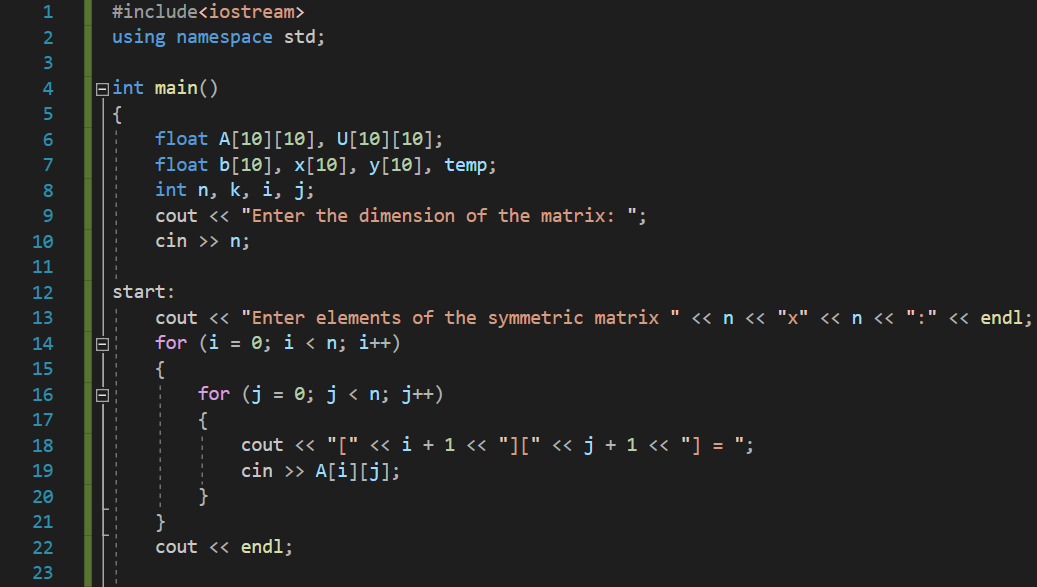 1 #include<iostream>
2 using namespace std;
3
4 int main()
5 {
6 float A[10][10], U[10][10];
7 float b[10], x[10], y[10], temp;
8 int n, k, i, j;
9 cout << "Enter the dimension of the matrix: ";
10 cin >> n;
11
12 start:
13 cout << "Enter elements of the symmetric matrix " << n << "x" << n << ":" << endl;
14 for (i = 0; i < n; i++)
15 {
16 for (j = 0; j < n; j++)
17 {
18 cout << "[" << i + 1 << "][" << j + 1 << "] = ";
19 cin >> A[i][j];
20 }
21 }
22 cout << endl;
23